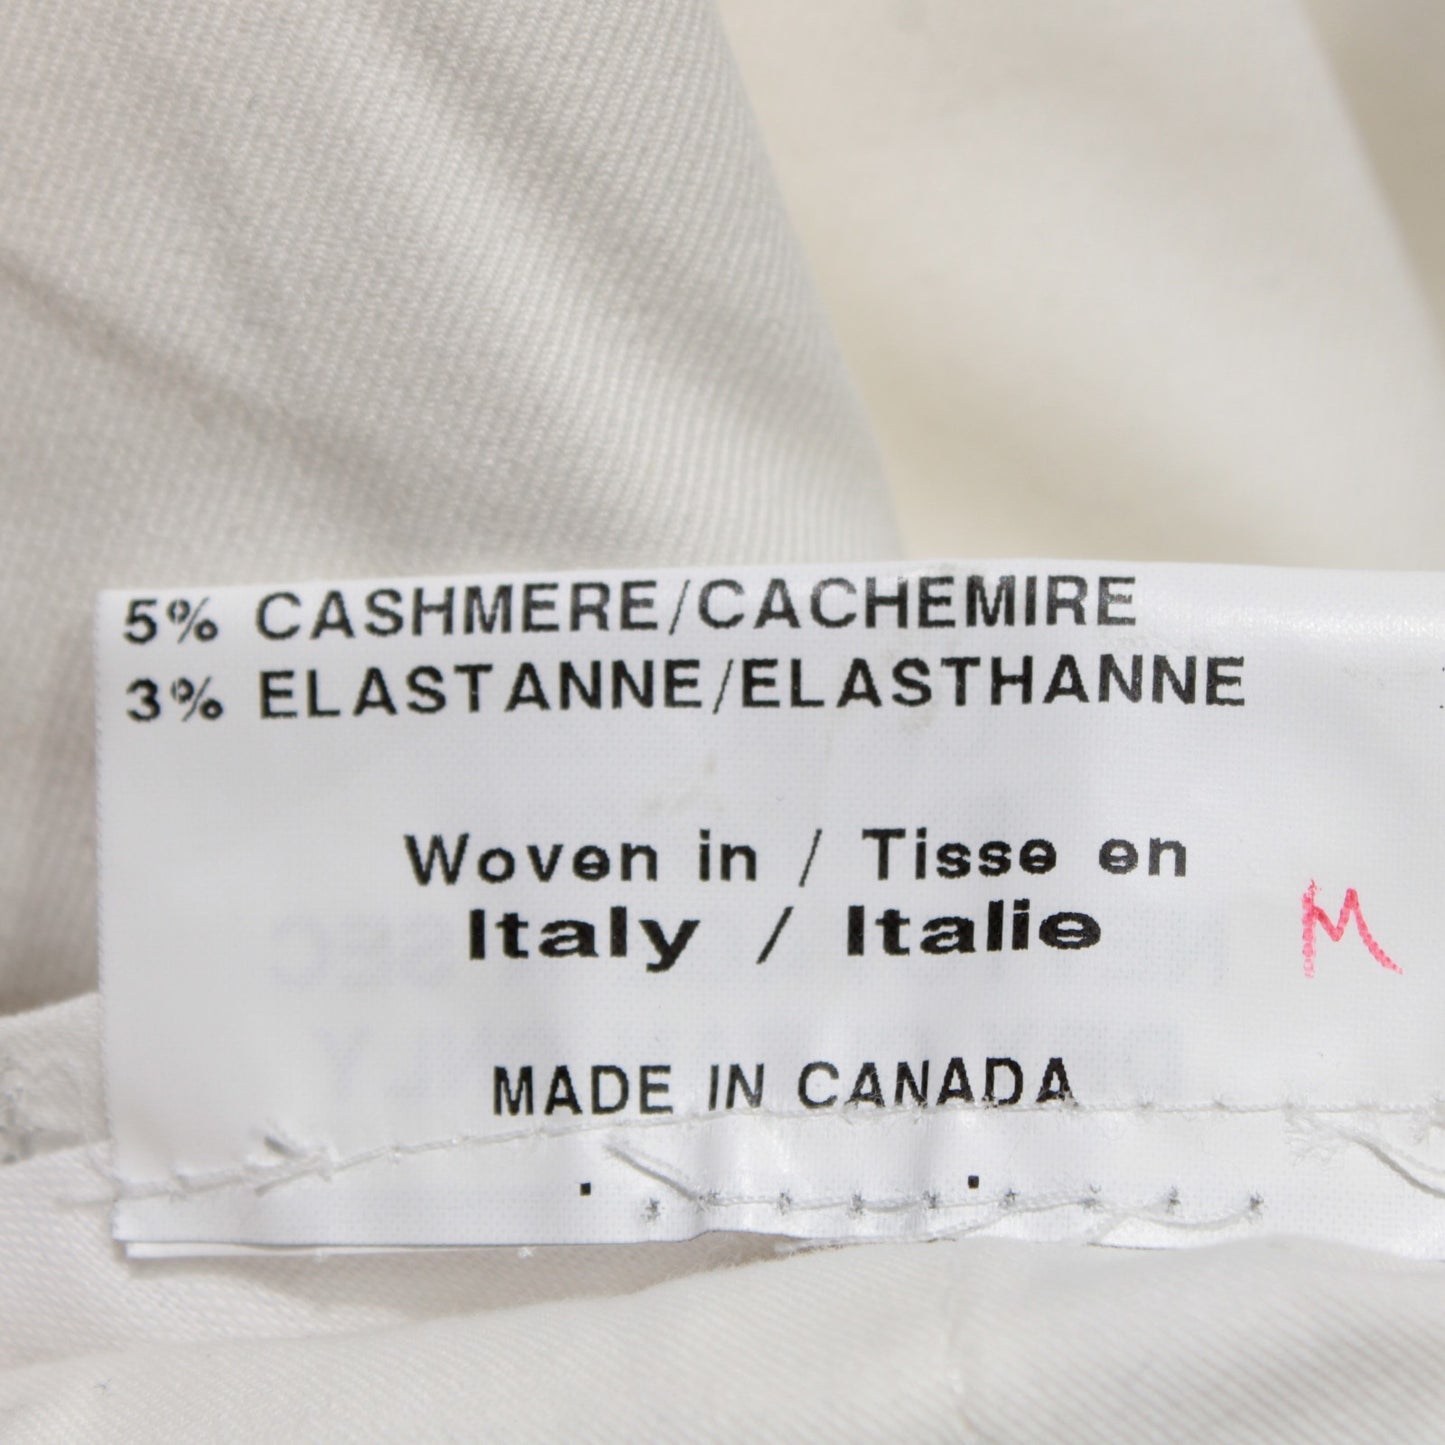 5% CASHMERE/CACHEMIRE
3% ELASTANNE/ELASTHANNE
Woven in / Tisse en
Italy / Italie
M
MADE IN CANADA